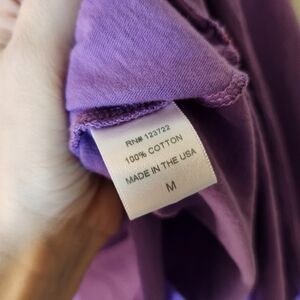 RN# 123722
100% COTTON
MADE IN THE USA
M